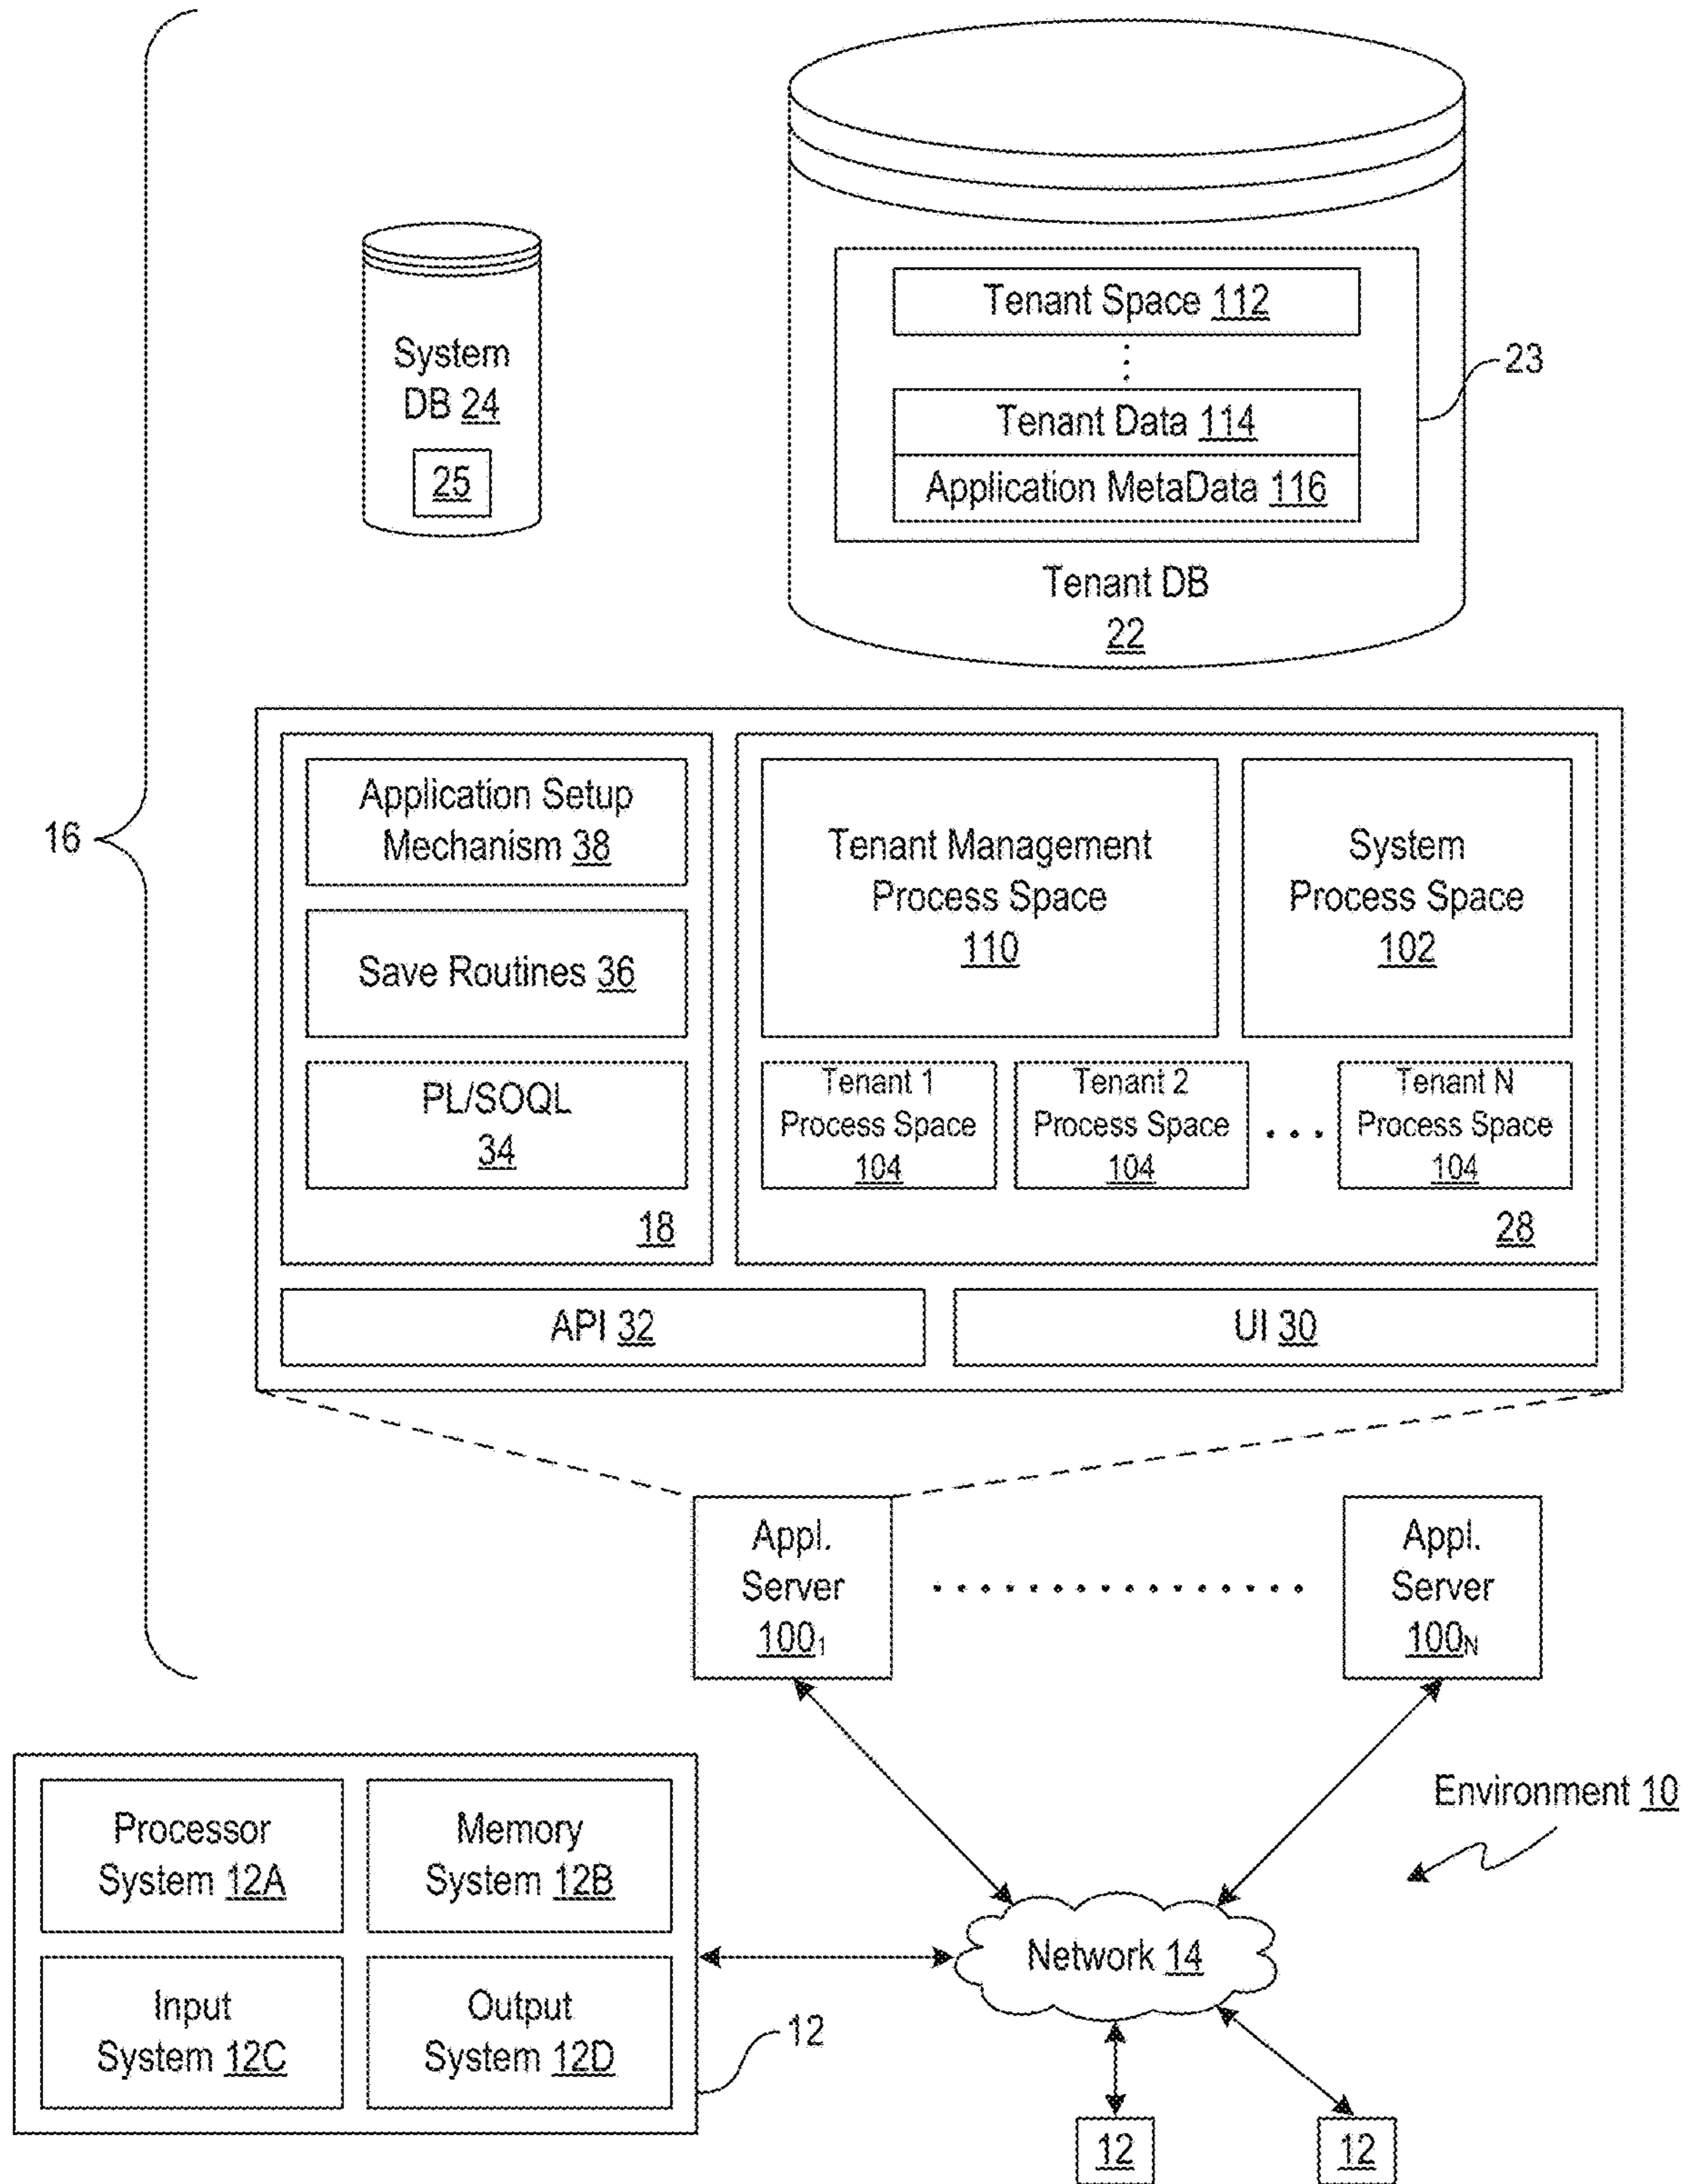 16
System
DB 24
25
Tenant Space 112
Tenant Data 114
Application MetaData 116
23
Tenant DB
22
Application Setup
Mechanism 38
Save Routines 36
PL/SOQL
34
18
Tenant Management
Process Space
110
System
Process Space
102
Tenant 1
Process Space
104
Tenant 2
Process Space
104
...
Tenant N
Process Space
104
28
API 32
UI 30
Appl.
Server
100₁
Appl.
Server
100N
Environment 10
Processor
System 12A
Memory
System 12B
Input
System 12C
Output
System 12D
12
Network 14
12
12